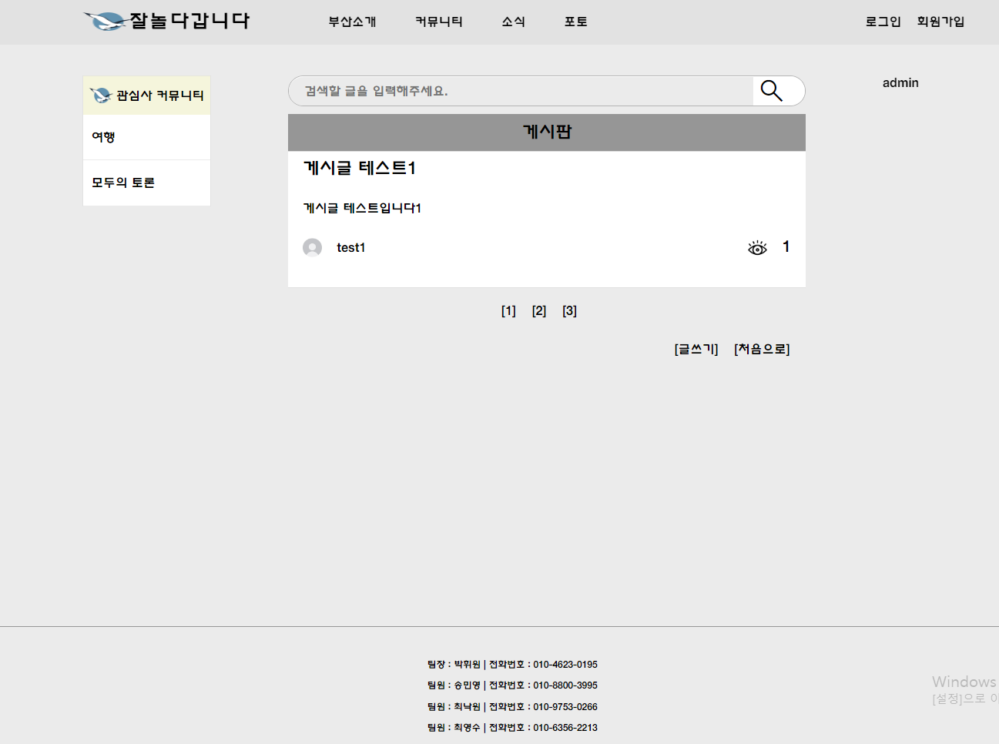 잘놀다갑니다 부산소개 커뮤니티 소식 포토 로그인 회원가입
관심사 커뮤니티
여행
모두의 토론
검색할 글을 입력해주세요.
게시판
게시글 테스트1
게시글 테스트입니다1
test1 1
[1] [2] [3]
[글쓰기] [처음으로]
admin
팀장 : 박휘원 | 전화번호 : 010-4623-0195
팀원 : 송민영 | 전화번호 : 010-8800-3995
팀원 : 최낙원 | 전화번호 : 010-9753-0266
팀원 : 최영수 | 전화번호 : 010-6356-2213
Windows
[설정]으로